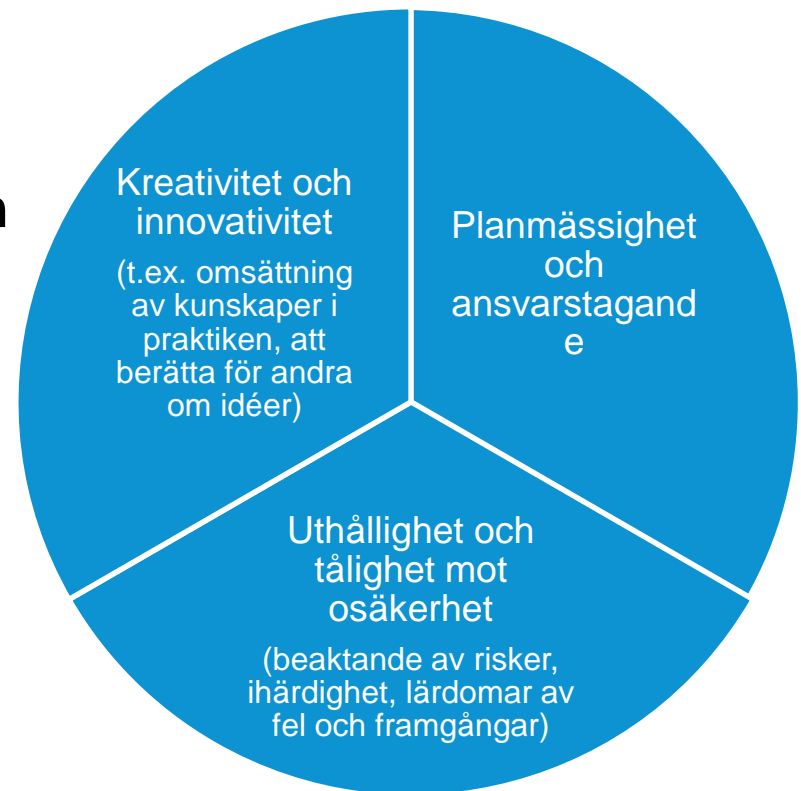 n
Kreativitet och
innovativitet
(t.ex. omsättning
av kunskaper i
praktiken, att
berätta för andra
om idéer)
Planmässighet
och
ansvarstagand
e
Uthållighet och
tålighet mot
osäkerhet
(beaktande av risker,
ihärdighet, lärdomar av
fel och framgångar)